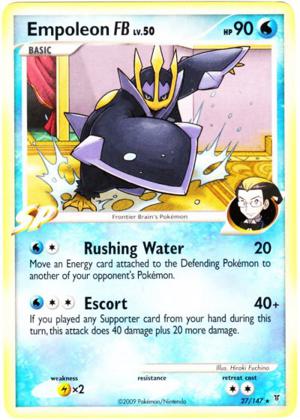 Empoleon FB LV.50
HP 90
BASIC
SP
Frontier Brain's Pokémon
Rushing Water 20
Move an Energy card attached to the Defending Pokémon to
another of your opponent's Pokémon.
Escort 40+
If you played any Supporter card from your hand during this
turn, this attack does 40 damage plus 20 more damage.
Illus. Hiroki Fuchino
weakness resistance retreat cost
×2
27/147 ★
©2009 Pokémon/Nintendo